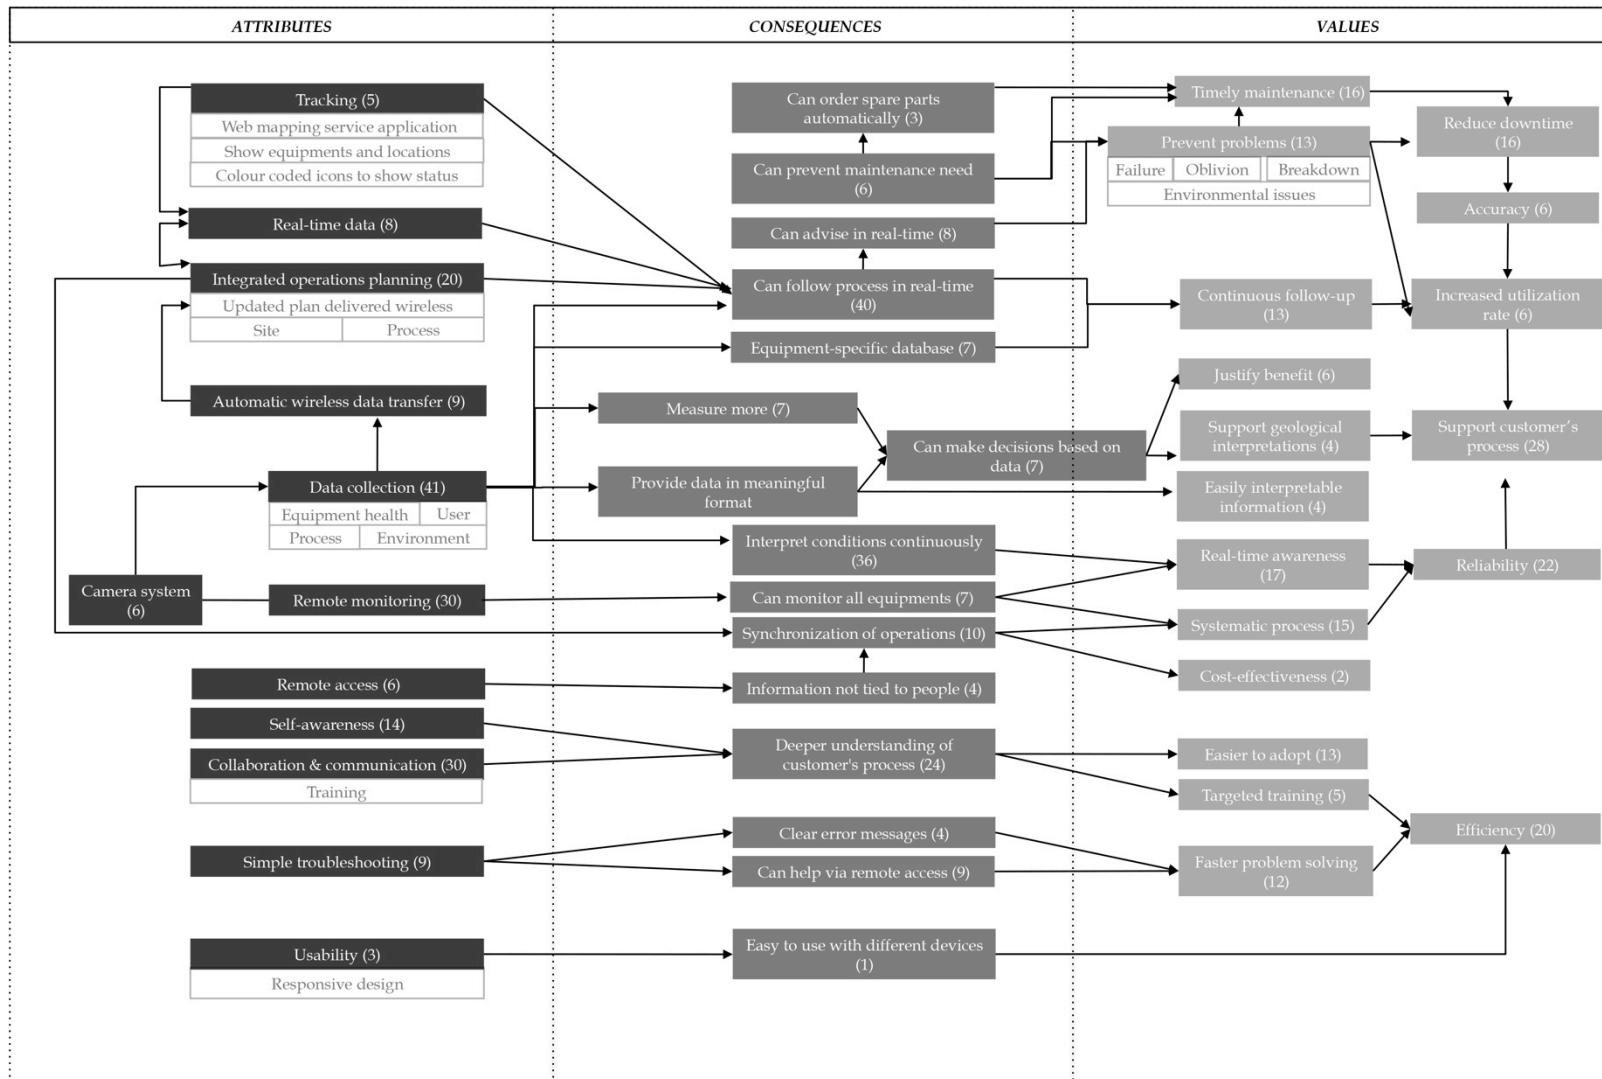 ATTRIBUTES
CONSEQUENCES
VALUES
Tracking (5)
Web mapping service application
Show equipments and locations
Colour coded icons to show status
Real-time data (8)
Integrated operations planning (20)
Updated plan delivered wireless
Site
Process
Automatic wireless data transfer (9)
Data collection (41)
Equipment health
User
Process
Environment
Camera system
(6)
Remote monitoring (30)
Remote access (6)
Self-awareness (14)
Collaboration & communication (30)
Training
Simple troubleshooting (9)
Usability (3)
Responsive design
Can order spare parts
automatically (3)
Can prevent maintenance need
(6)
Can advise in real-time (8)
Can follow process in real-time
(40)
Equipment-specific database (7)
Measure more (7)
Can make decisions based on
data (7)
Provide data in meaningful
format
Interpret conditions continuously
(36)
Can monitor all equipments (7)
Synchronization of operations (10)
Information not tied to people (4)
Deeper understanding of
customer's process (24)
Clear error messages (4)
Can help via remote access (9)
Easy to use with different devices
(1)
Timely maintenance (16)
Prevent problems (13)
Failure
Oblivion
Breakdown
Environmental issues
Reduce downtime
(16)
Accuracy (6)
Continuous follow-up
(13)
Increased utilization
rate (6)
Justify benefit (6)
Support geological
interpretations (4)
Support customer's
process (28)
Easily interpretable
information (4)
Real-time awareness
(17)
Reliability (22)
Systematic process (15)
Cost-effectiveness (2)
Easier to adopt (13)
Targeted training (5)
Efficiency (20)
Faster problem solving
(12)